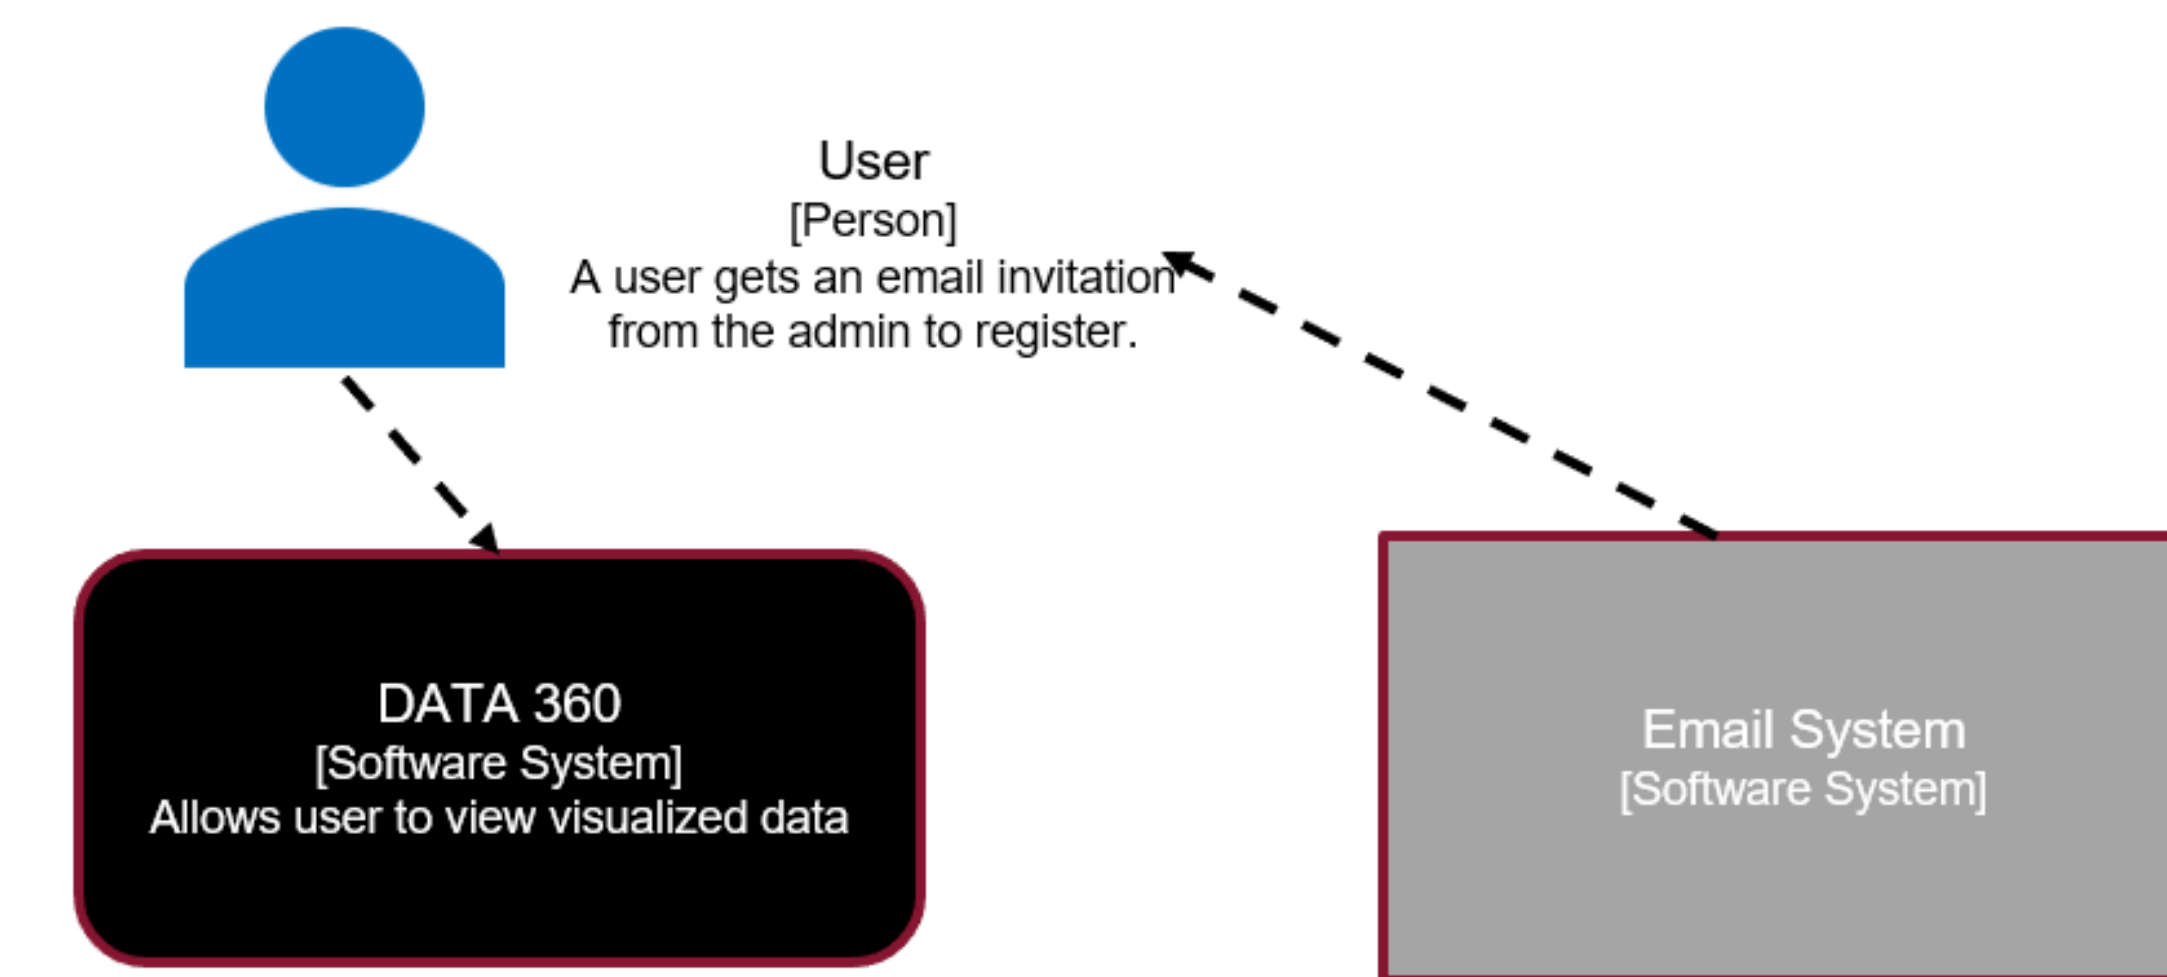 User
[Person]
A user gets an email invitation
from the admin to register.
DATA 360
[Software System]
Allows user to view visualized data
Email System
[Software System]